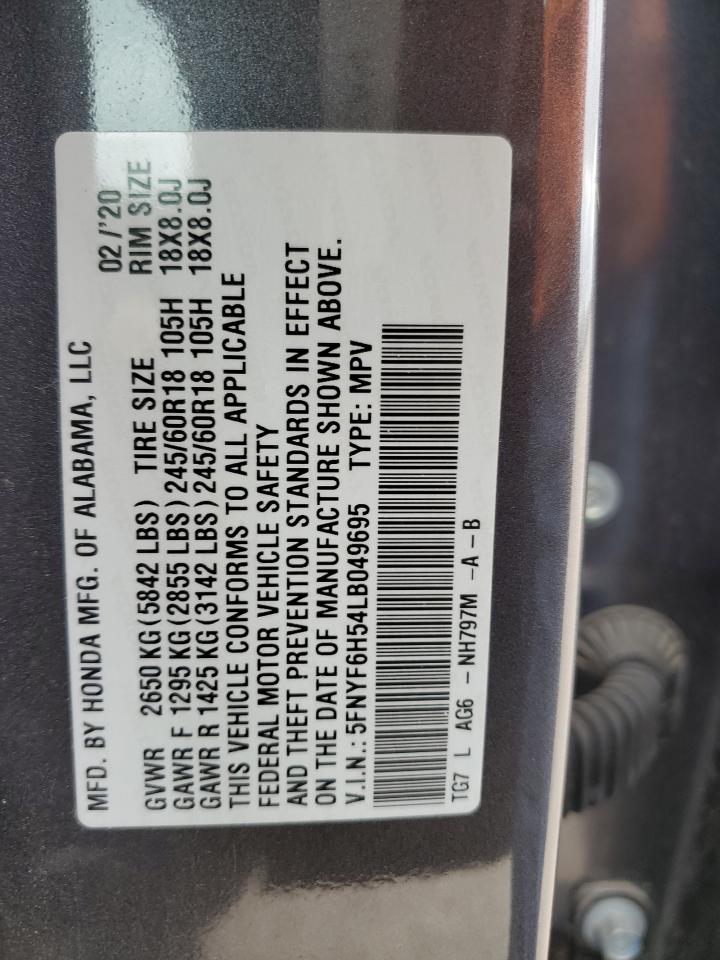 MFD. BY HONDA MFG. OF ALABAMA, LLC 02/'20
GVWR 2650 KG(5842 LBS) TIRE SIZE RIM SIZE
GAWR F 1295 KG(2855 LBS) 245/60R18 105H 18X8.0J
GAWR R 1425 KG(3142 LBS) 245/60R18 105H 18X8.0J
THIS VEHICLE CONFORMS TO ALL APPLICABLE
FEDERAL MOTOR VEHICLE SAFETY
AND THEFT PREVENTION STANDARDS IN EFFECT
ON THE DATE OF MANUFACTURE SHOWN ABOVE.
V.I.N.: 5FNYF6H54LB049695 TYPE: MPV
TG7 L AG6 -NH797M -A -B